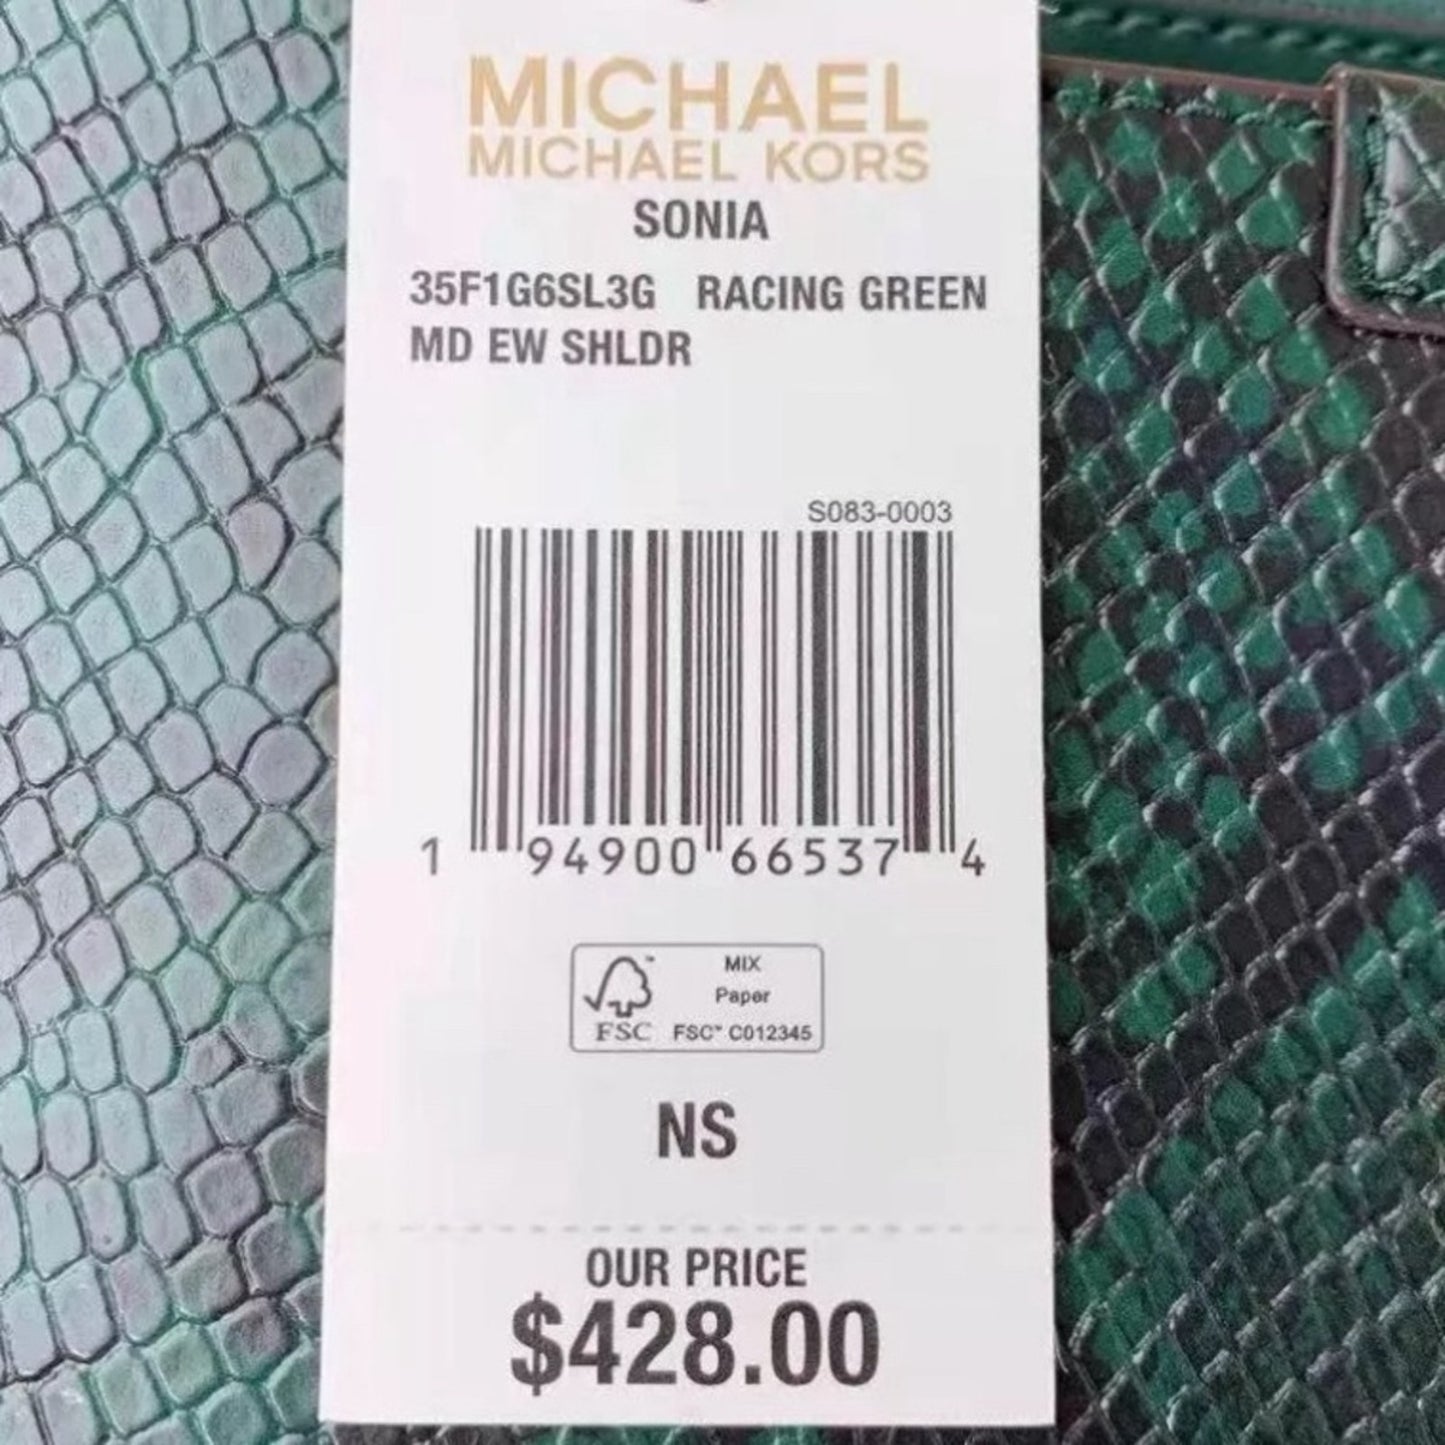 MICHAEL
MICHAEL KORS
SONIA
35F1G6SL3G RACING GREEN
MD EW SHLDR
S083-0003
1 94900 66537 4
MIX
Paper
FSC
FSC™ C012345
NS
OUR PRICE
$428.00